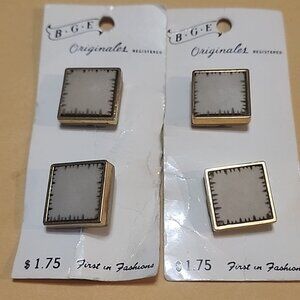 B·G·E
Originales REGISTERED
$1.75 First in Fashions
B·G·E
Originales REGISTERED
$1.75 First in Fashions